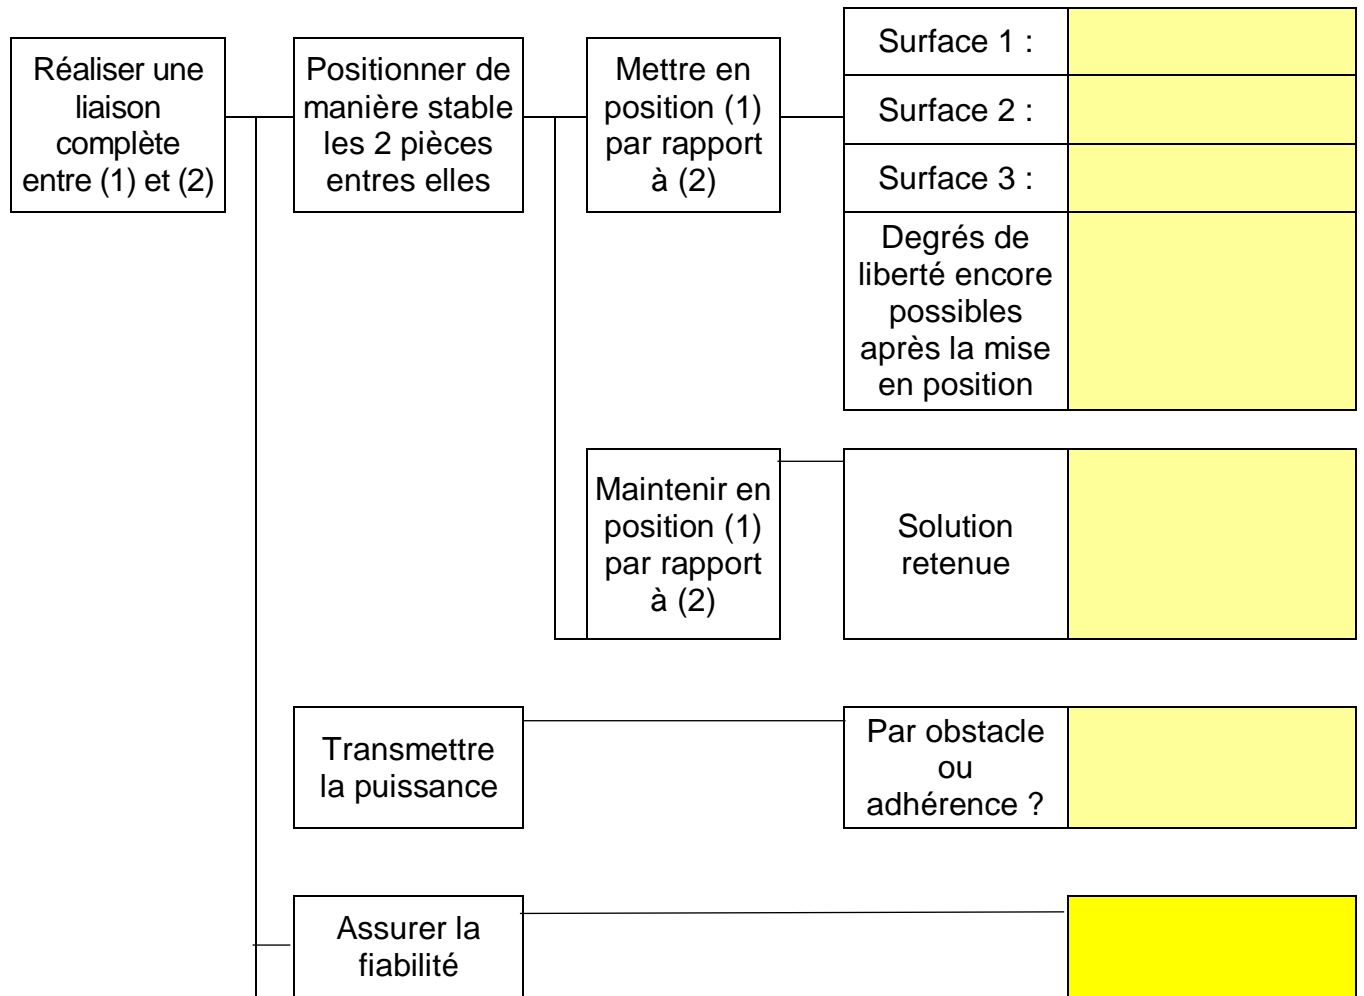 Réaliser une
liaison
complète
entre (1) et (2)
Positionner de
manière stable
les 2 pièces
entres elles
Mettre en
position (1)
par rapport
à (2)
Surface 1 :
Surface 2 :
Surface 3 :
Degrés de
liberté encore
possibles
après la mise
en position
Maintenir en
position (1)
par rapport
à (2)
Solution
retenue
Transmettre
la puissance
Par obstacle
ou
adhérence ?
Assurer la
fiabilité